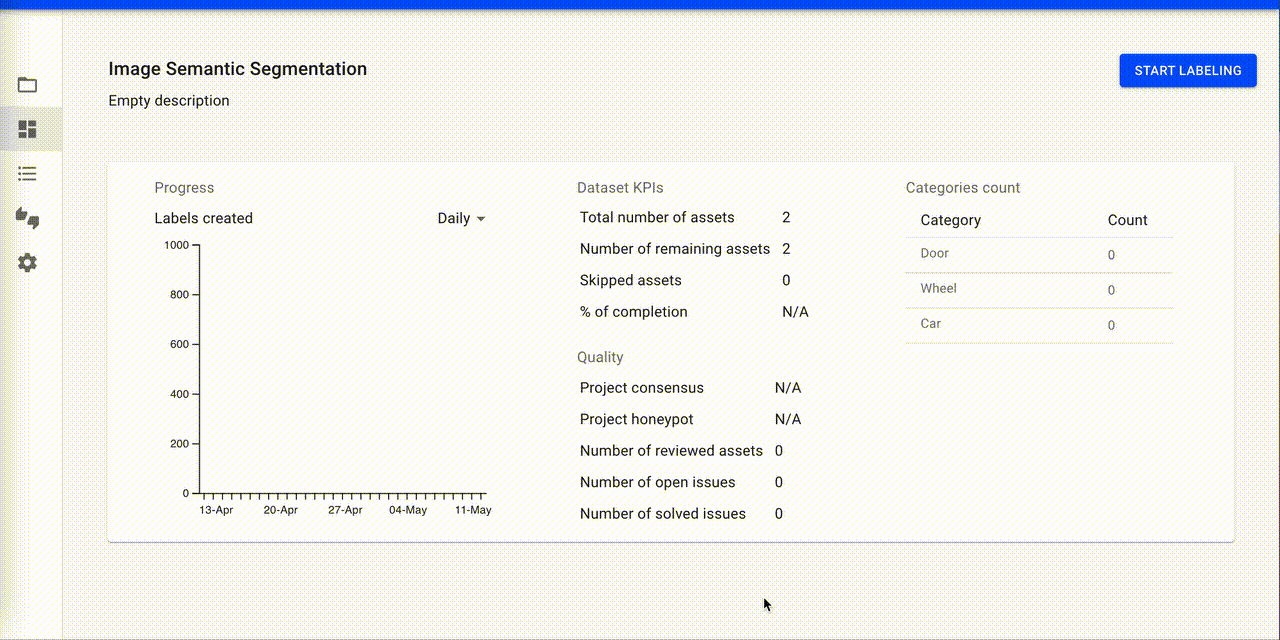 Image Semantic Segmentation
START LABELING
Empty description
Progress
Labels created
Daily
1000
800
600
400
200
0
13-Apr 20-Apr 27-Apr 04-May 11-May
Dataset KPIs
Total number of assets 2
Number of remaining assets 2
Skipped assets 0
% of completion N/A
Quality
Project consensus N/A
Project honeypot N/A
Number of reviewed assets 0
Number of open issues 0
Number of solved issues 0
Categories count
Category Count
Door 0
Wheel 0
Car 0